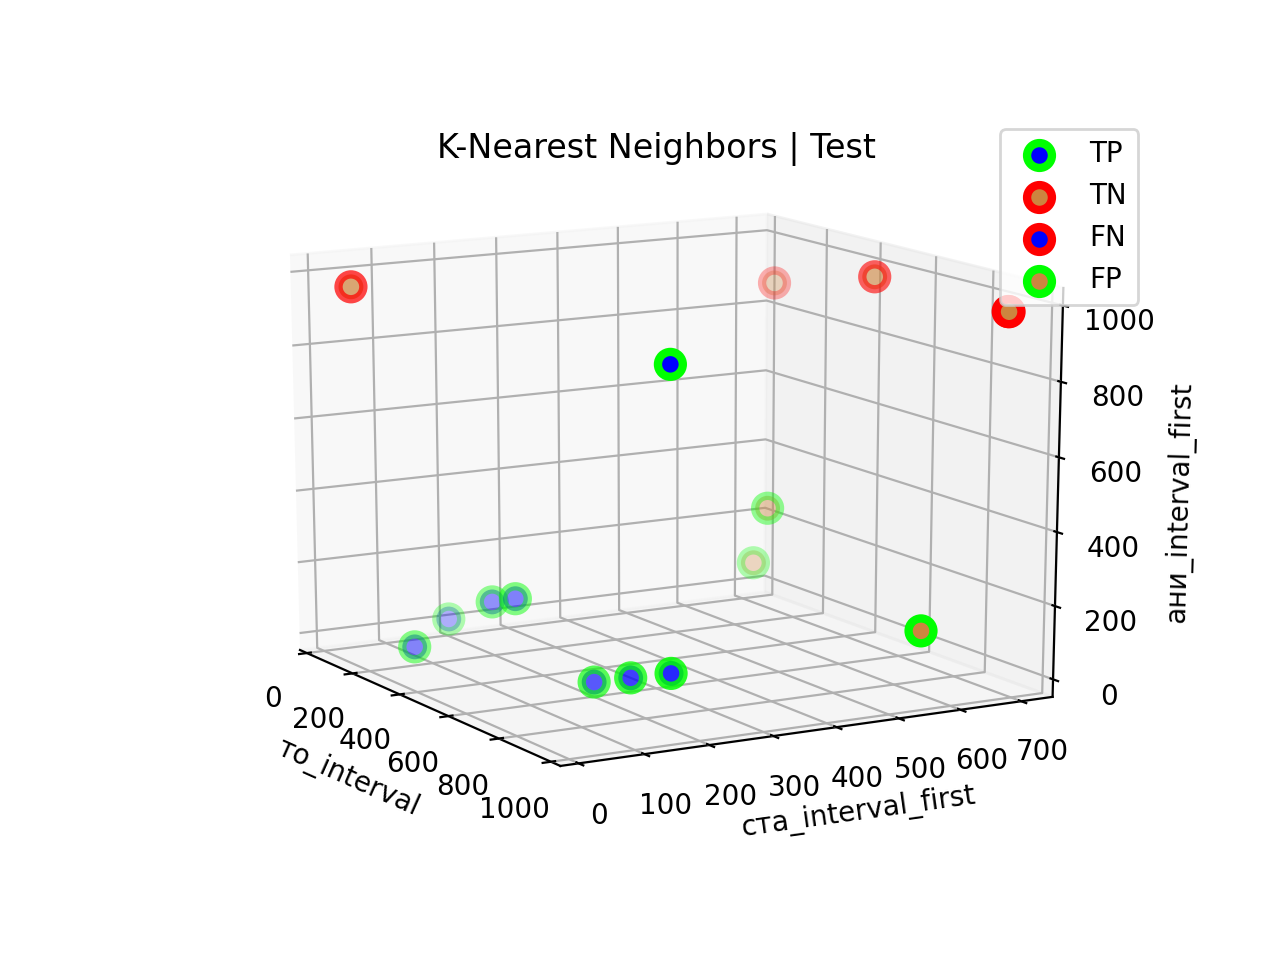 K-Nearest Neighbors | Test
TP
TN
FN
FP
1000
800
600
400
200
0
ани_interval_first
0
200
400
600
800
1000
то_interval
0
100
200
300
400
500
600
700
ста_interval_first